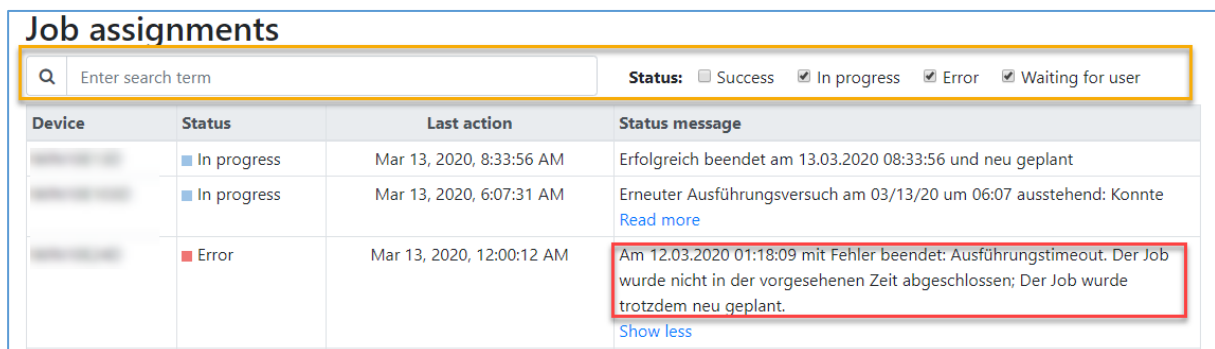 Job assignments
Enter search term
Status: Success In progress Error Waiting for user
Device Status Last action Status message
In progress Mar 13, 2020, 8:33:56 AM Erfolgreich beendet am 13.03.2020 08:33:56 und neu geplant
In progress Mar 13, 2020, 6:07:31 AM Erneuter Ausführungsversuch am 03/13/20 um 06:07 ausstehend: Konnte
Read more
Error Mar 13, 2020, 12:00:12 AM Am 12.03.2020 01:18:09 mit Fehler beendet: Ausführungstimeout. Der Job
wurde nicht in der vorgesehenen Zeit abgeschlossen; Der Job wurde
trotzdem neu geplant.
Show less